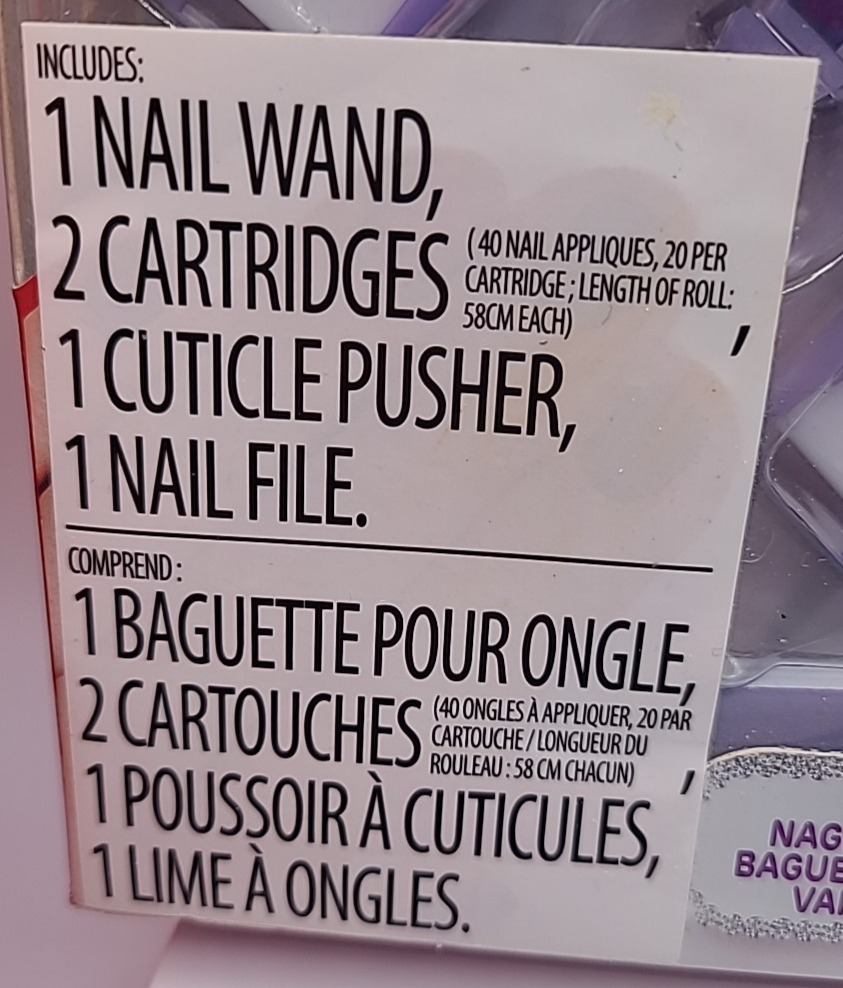 INCLUDES:
1 NAIL WAND,
2 CARTRIDGES (40 NAIL APPLIQUES, 20 PER
CARTRIDGE; LENGTH OF ROLL:
58CM EACH) ,
1 CUTICLE PUSHER,
1 NAIL FILE.
COMPREND :
1 BAGUETTE POUR ONGLE,
2 CARTOUCHES (40 ONGLES À APPLIQUER, 20 PAR
CARTOUCHE / LONGUEUR DU
ROULEAU : 58 CM CHACUN) ,
1 POUSSOIR À CUTICULES,
1 LIME À ONGLES.